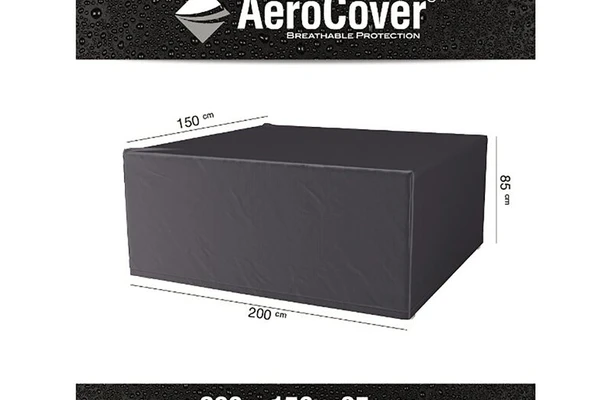 AeroCover®
BREATHABLE PROTECTION
150 cm
85 cm
200 cm